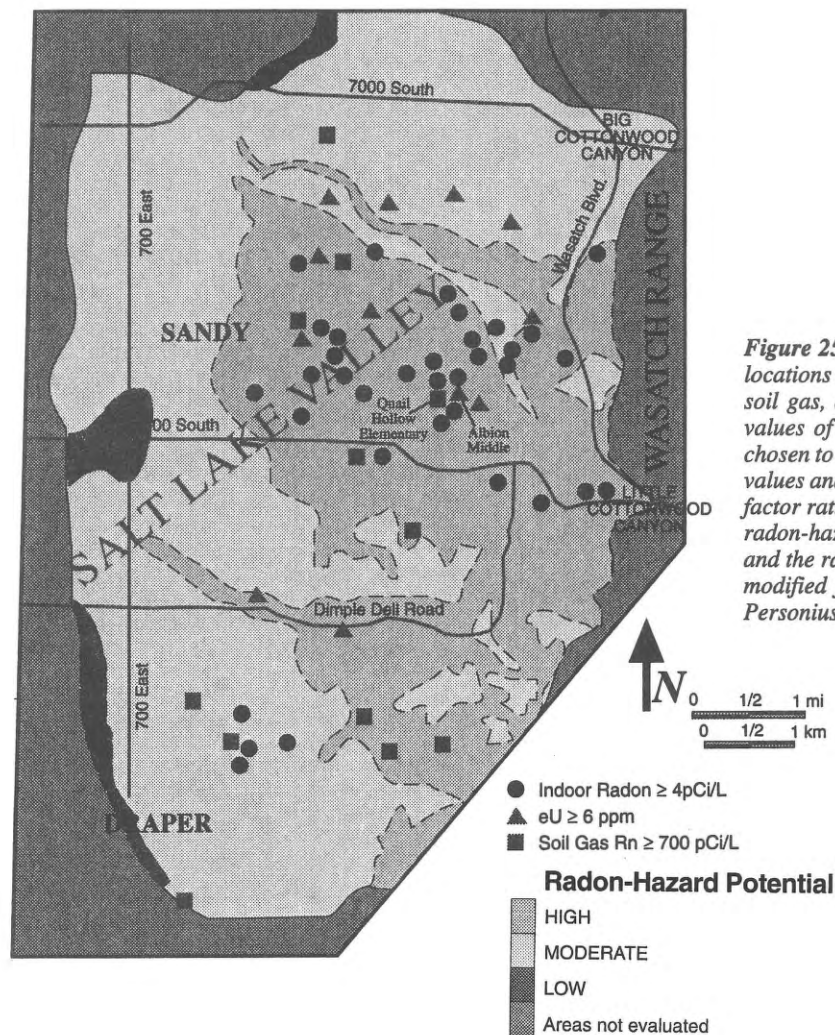 7000 South
BIG
COTTONWOOD
CANYON
700 East
Wasatch Blvd.
WASATCH RANGE
SANDY
SALT LAKE VALLEY
Quail
Hollow
Elementary
Albion
Middle
00 South
LITTLE
COTTONWOOD
CANYON
Dimple Dell Road
700 East
DRAPER
Figure 25
locations
soil gas,
values of
chosen to
values and
factor rat
radon-haz
and the ra
modified
Personius
N
0 1/2 1 mi
0 1/2 1 km
Indoor Radon ≥ 4pCi/L
eU ≥ 6 ppm
Soil Gas Rn ≥ 700 pCi/L
Radon-Hazard Potential
HIGH
MODERATE
LOW
Areas not evaluated